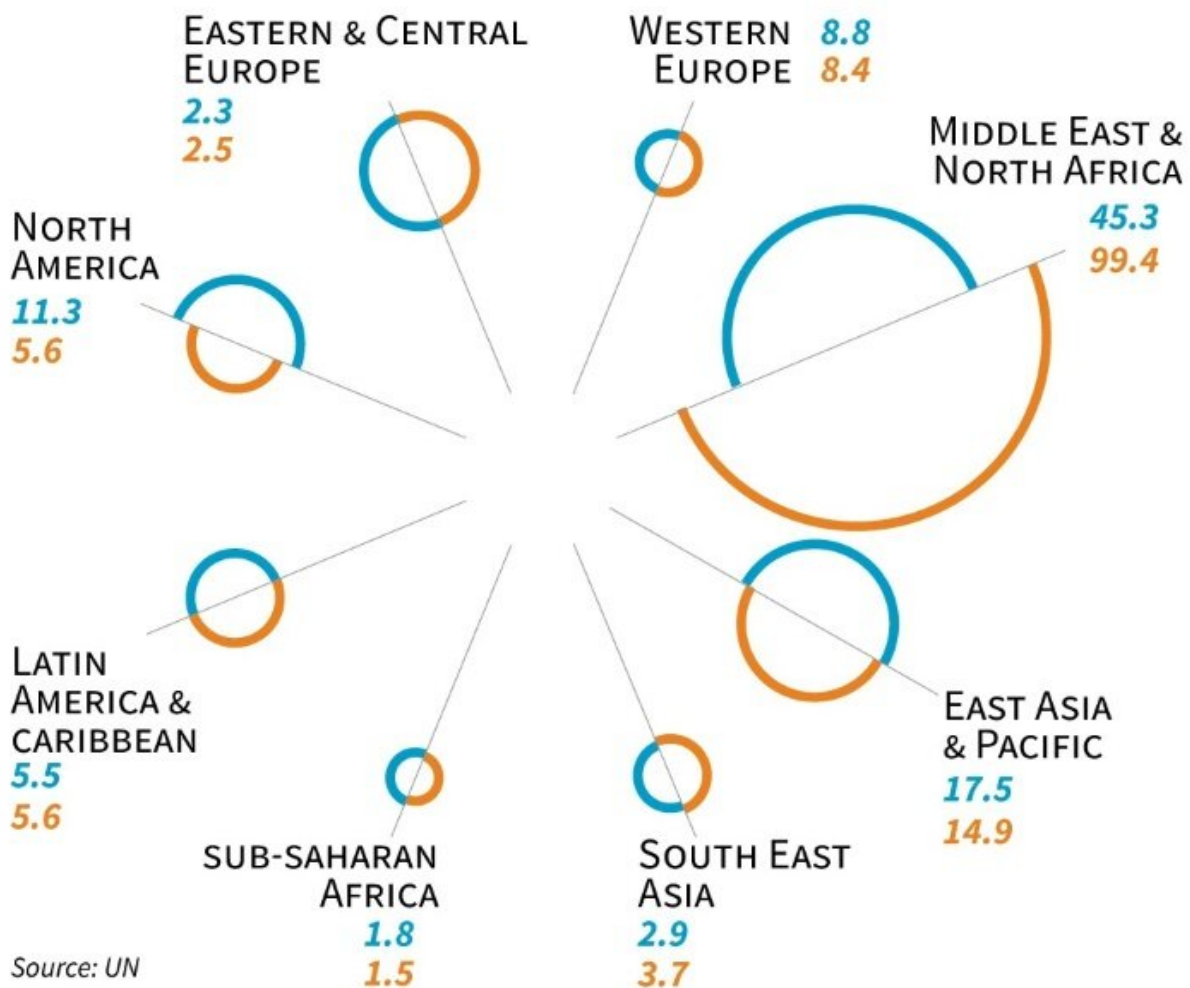 EASTERN & CENTRAL
EUROPE
2.3
2.5
WESTERN
EUROPE
8.8
8.4
MIDDLE EAST &
NORTH AFRICA
45.3
99.4
NORTH
AMERICA
11.3
5.6
LATIN
AMERICA &
CARIBBEAN
5.5
5.6
SUB-SAHARAN
AFRICA
1.8
1.5
SOUTH EAST
ASIA
2.9
3.7
EAST ASIA
& PACIFIC
17.5
14.9
Source: UN